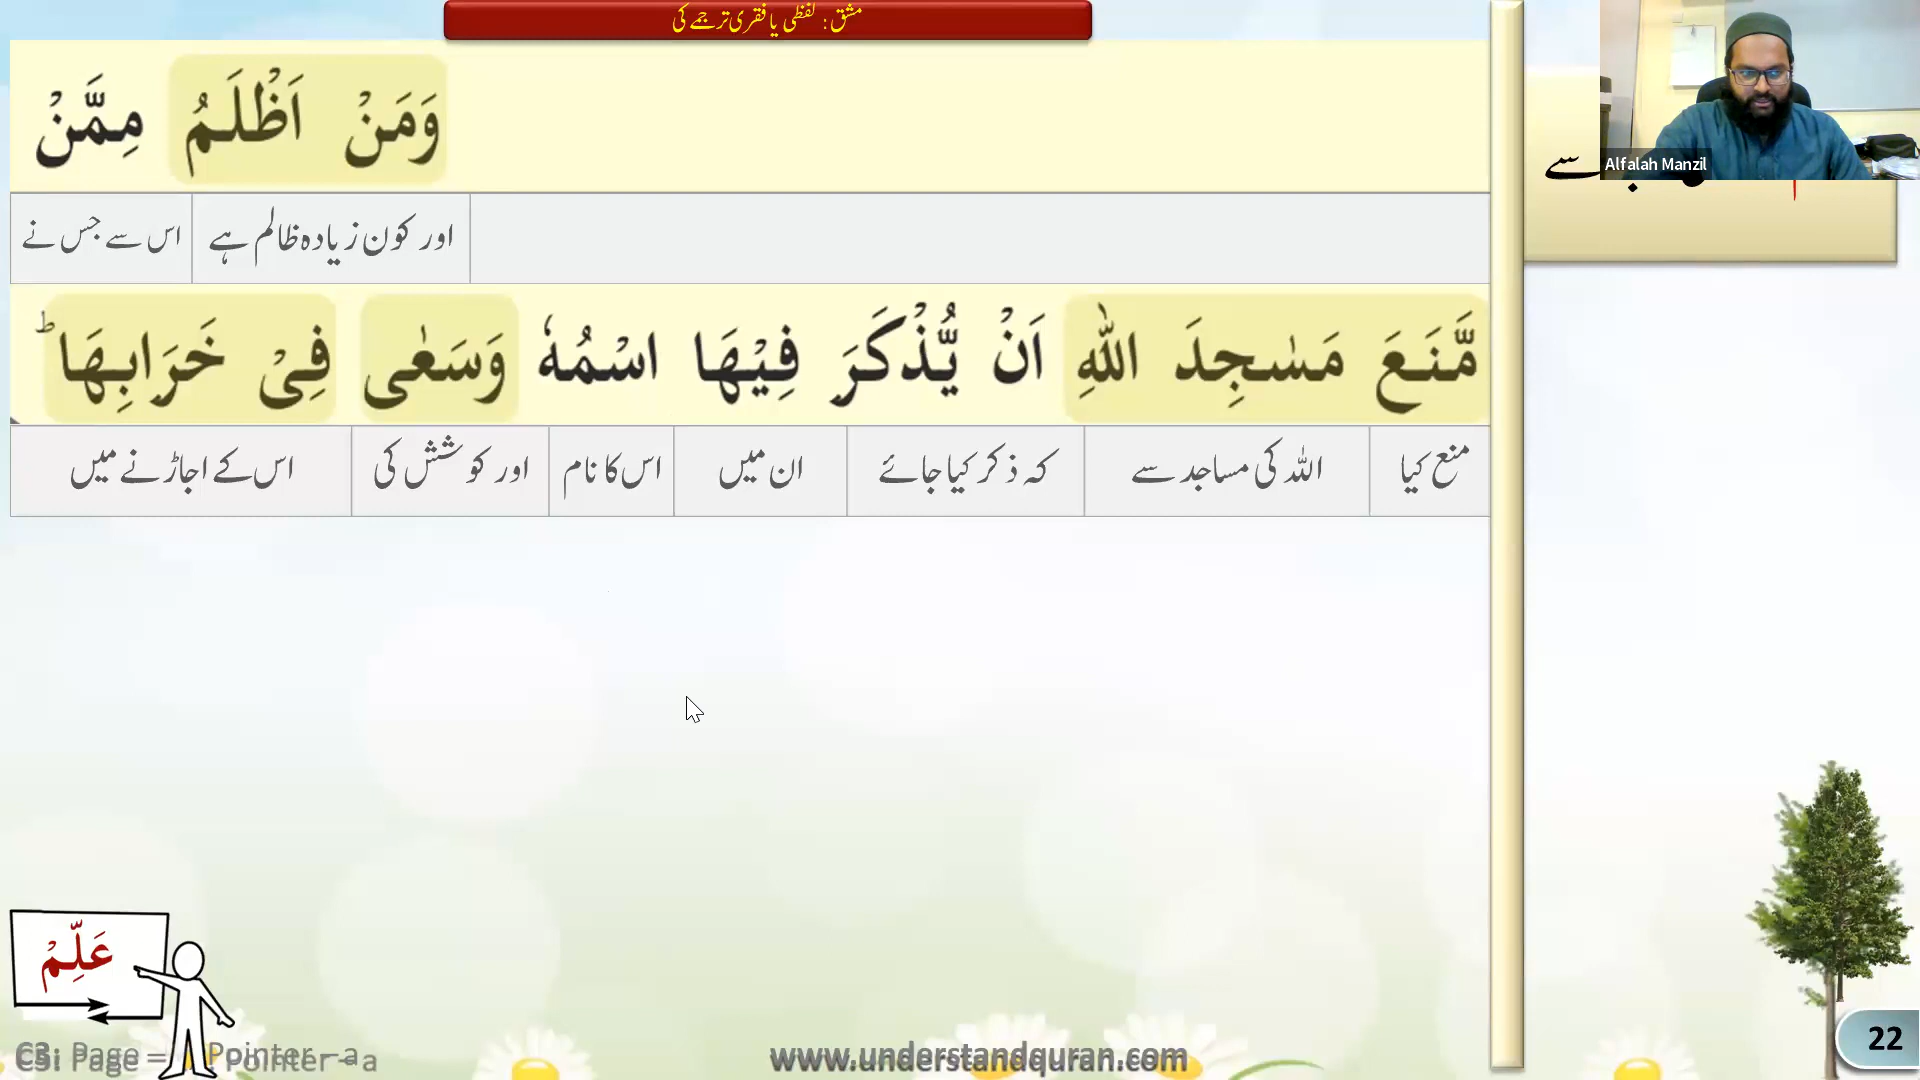 مشق : لفظی یا فقری ترجمے کی
وَمَنْ اَظْلَمُ مِمَّنْ
اور کون زیادہ ظالم ہے اس سے جس نے
مَّنَعَ مَسٰجِدَ اللّٰهِ اَنْ يُّذْكَرَ فِيْهَا اسْمُهٗ وَسَعٰى فِىْ خَرَابِهَا ؕ
منع کیا اللہ کی مساجد سے کہ ذکر کیا جائے ان میں اس کا نام اور کوشش کی اس کے اجاڑنے میں
سے
Alfalah Manzil
عَلِّمْ
Page = Pointer – a
www.understandquran.com
22